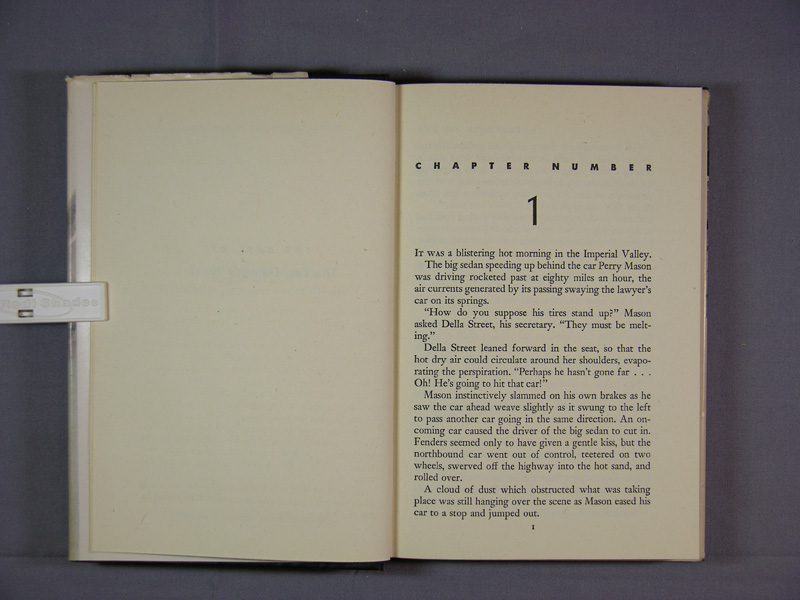 CHAPTER NUMBER
1
IT WAS a blistering hot morning in the Imperial Valley.
The big sedan speeding up behind the car Perry Mason
was driving rocketed past at eighty miles an hour, the
air currents generated by its passing swaying the lawyer's
car on its springs.
"How do you suppose his tires stand up?" Mason
asked Della Street, his secretary. "They must be melt-
ing."
Della Street leaned forward in the seat, so that the
hot dry air could circulate around her shoulders, evapo-
rating the perspiration. "Perhaps he hasn't gone far . . .
Oh! He's going to hit that car!"
Mason instinctively slammed on his own brakes as he
saw the car ahead weave slightly as it swung to the left
to pass another car going in the same direction. An on-
coming car caused the driver of the big sedan to cut in.
Fenders seemed only to have given a gentle kiss, but the
northbound car went out of control, teetered on two
wheels, swerved off the highway into the hot sand, and
rolled over.
A cloud of dust which obstructed what was taking
place was still hanging over the scene as Mason eased his
car to a stop and jumped out.
1